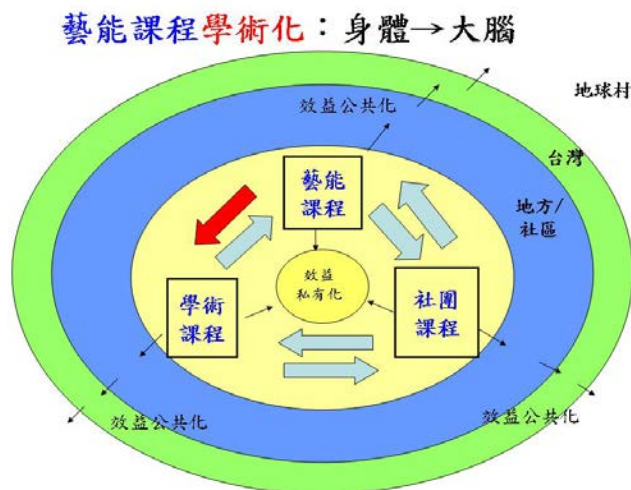 藝能課程學術化：身體→大腦
效益公共化
地球村
台灣
藝能
課程
地方/
社區
效益
私有化
學術
課程
社團
課程
效益公共化
效益公共化